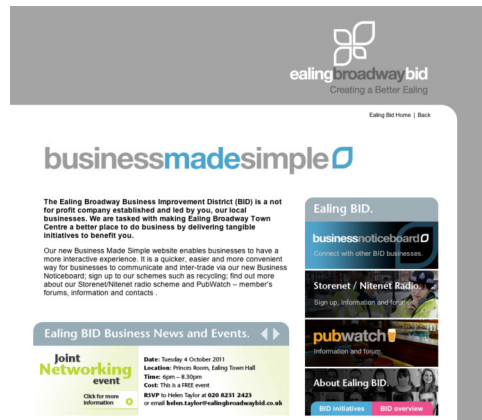 ealingbroadwaybid
Creating a Better Ealing
Ealing Bid Home | Back
businessmadesimple
The Ealing Broadway Business Improvement District (BID) is a not
for profit company established and led by you, our local
businesses. We are tasked with making Ealing Broadway Town
Centre a better place to do business by delivering tangible
initiatives to benefit you.
Our new Business Made Simple website enables businesses to have a
more interactive experience. It is a quicker, easier and more convenient
way for businesses to communicate and inter-trade via our new Business
Noticeboard; sign up to our schemes such as recycling; find out more
about our Storenet/Nitenet radio scheme and PubWatch – member's
forums, information and contacts .
Ealing BID Business News and Events.
Joint
Networking
event
Click for more
information
Date: Tuesday 4 October 2011
Location: Princes Room, Ealing Town Hall
Time: 6pm – 8.30pm
Cost: This is a FREE event
RSVP to Helen Taylor at 020 8231 2423
or email helen.taylor@ealingbroadwaybid.co.uk
Ealing BID.
businessnoticeboard
Connect with other BID businesses.
Storenet / Nitenet Radio.
Sign up, information and forum.
pubwatch
Information and forum.
About Ealing BID.
BID initiatives
BID overview